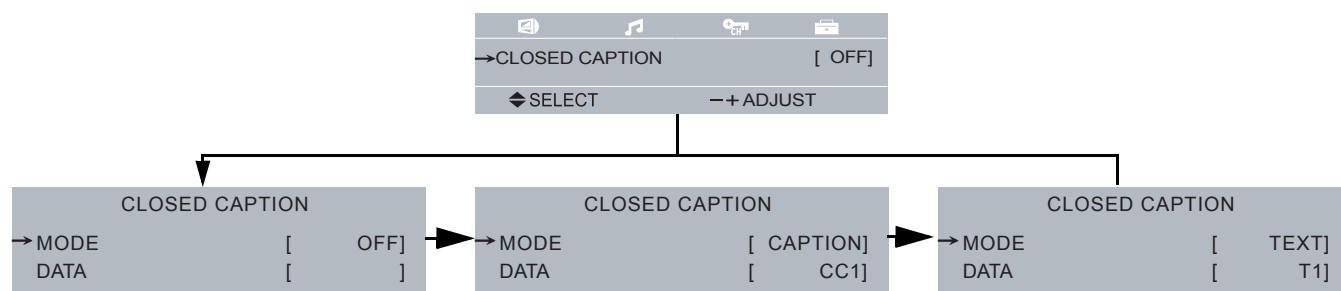 CH
→CLOSED CAPTION [ OFF]
SELECT −+ ADJUST
CLOSED CAPTION
→MODE [ OFF]
DATA [ ]
CLOSED CAPTION
→MODE [ CAPTION]
DATA [ CC1]
CLOSED CAPTION
→MODE [ TEXT]
DATA [ T1]